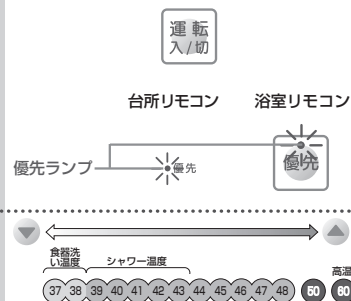 運転
入/切
台所リモコン 浴室リモコン
優先ランプ 優先 優先
食器洗
い温度 シャワー温度
高温
37 38 39 40 41 42 43 44 45 46 47 48 50 60